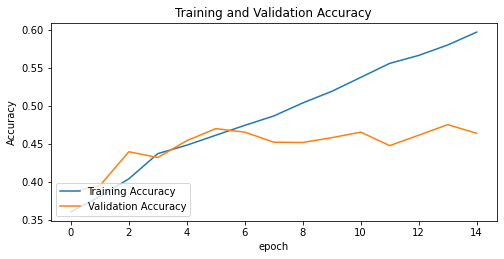 Training and Validation Accuracy
Accuracy
0.60
0.55
0.50
0.45
0.40
0.35
Training Accuracy
Validation Accuracy
0 2 4 6 8 10 12 14
epoch